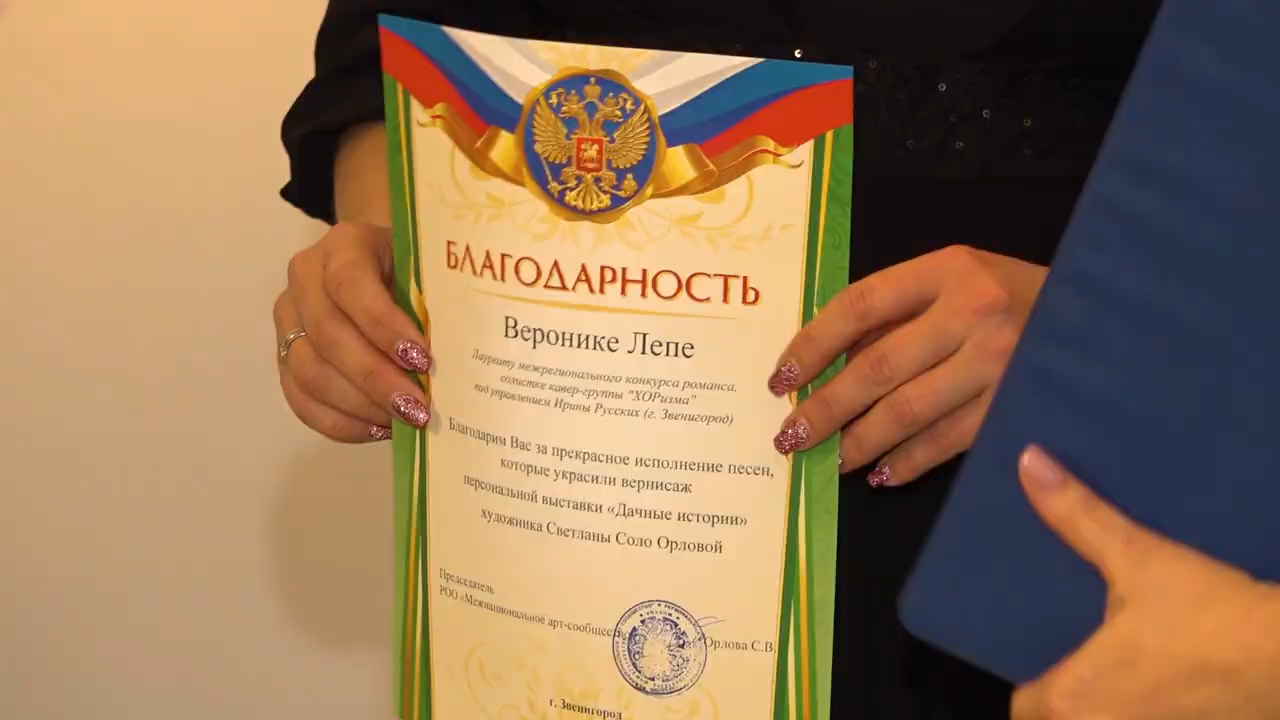 БЛАГОДАРНОСТЬ
Веронике Лепе
Лауреату межрегионального конкурса романса,
солистке кавер-группы "ХОРизма"
под управлением Ирины Русских (г. Звенигород)
Благодарим Вас за прекрасное исполнение песен,
которые украсили вернисаж
персональной выставки «Дачные истории»
художника Светланы Соло Орловой
Председатель
РОО «Межнациональное арт-сообщество
Орлова С.В.
г. Звенигород